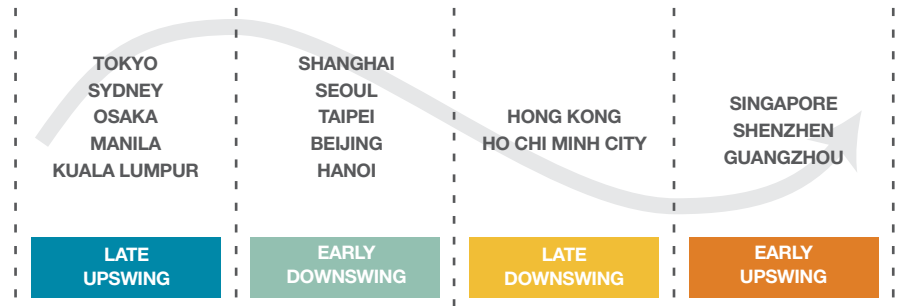 TOKYO
SYDNEY
OSAKA
MANILA
KUALA LUMPUR
LATE
UPSWING
SHANGHAI
SEOUL
TAIPEI
BEIJING
HANOI
EARLY
DOWNSWING
HONG KONG
HO CHI MINH CITY
LATE
DOWNSWING
SINGAPORE
SHENZHEN
GUANGZHOU
EARLY
UPSWING